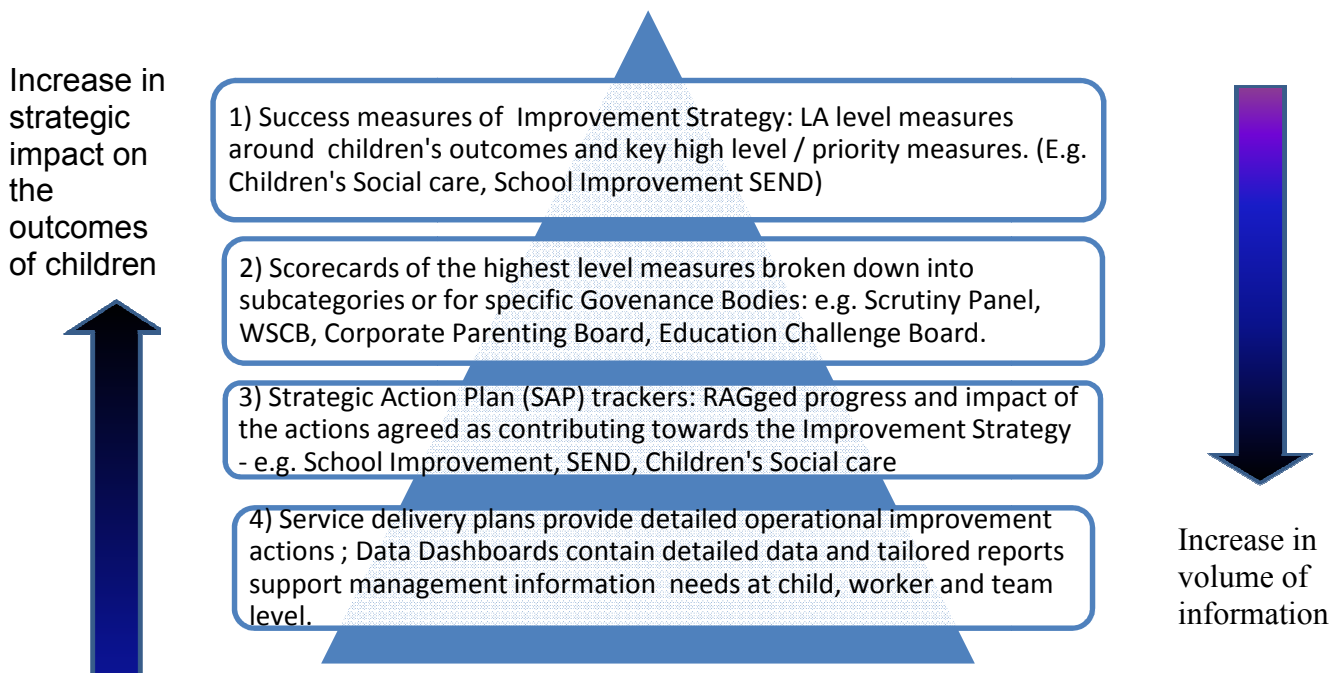 Increase in
strategic
impact on
the
outcomes
of children
1) Success measures of  Improvement Strategy: LA level measures
around  children's outcomes and key high level / priority measures. (E.g.
Children's Social care, School Improvement SEND)
2) Scorecards of the highest level measures broken down into
subcategories or for specific Govenance Bodies: e.g. Scrutiny Panel,
WSCB, Corporate Parenting Board, Education Challenge Board.
3) Strategic Action Plan (SAP) trackers: RAGged progress and impact of
the actions agreed as contributing towards the Improvement Strategy
- e.g. School Improvement, SEND, Children's Social care
4) Service delivery plans provide detailed operational improvement
actions ; Data Dashboards contain detailed data and tailored reports
support management information  needs at child, worker and team
level.
Increase in
volume of
information